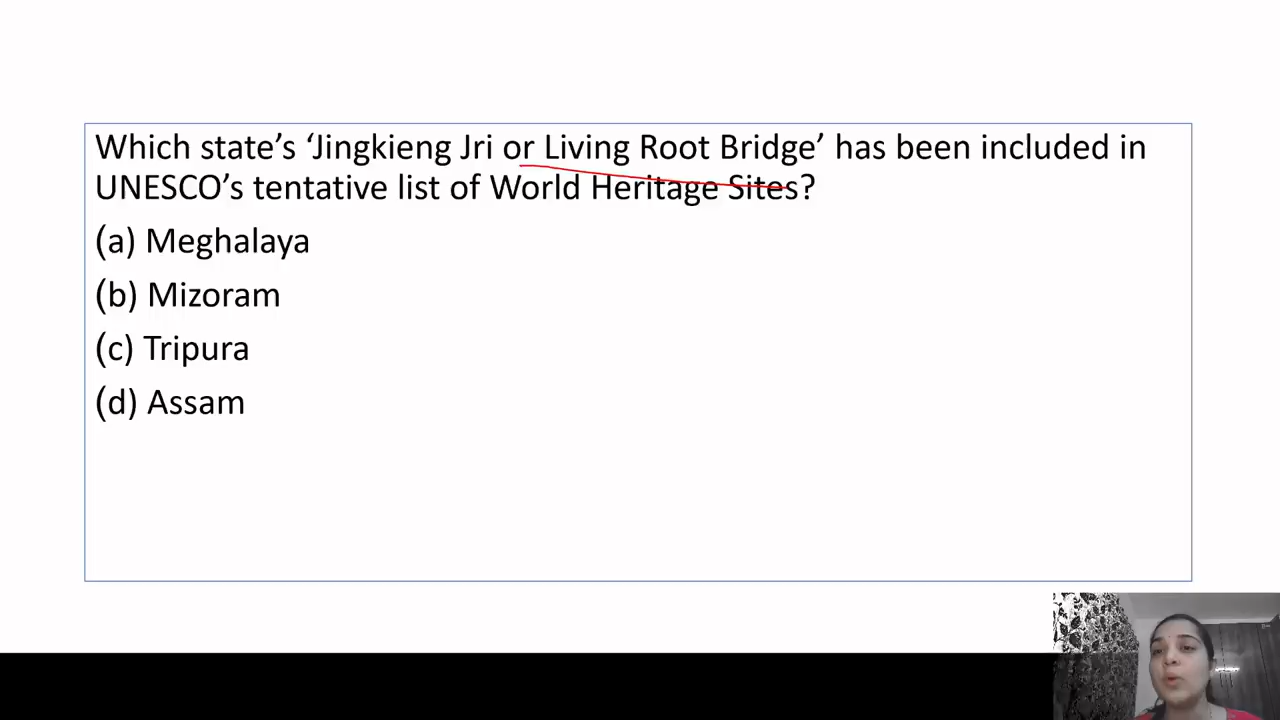 Which state’s ‘Jingkieng Jri or Living Root Bridge’ has been included in
UNESCO’s tentative list of World Heritage Sites?
(a) Meghalaya
(b) Mizoram
(c) Tripura
(d) Assam